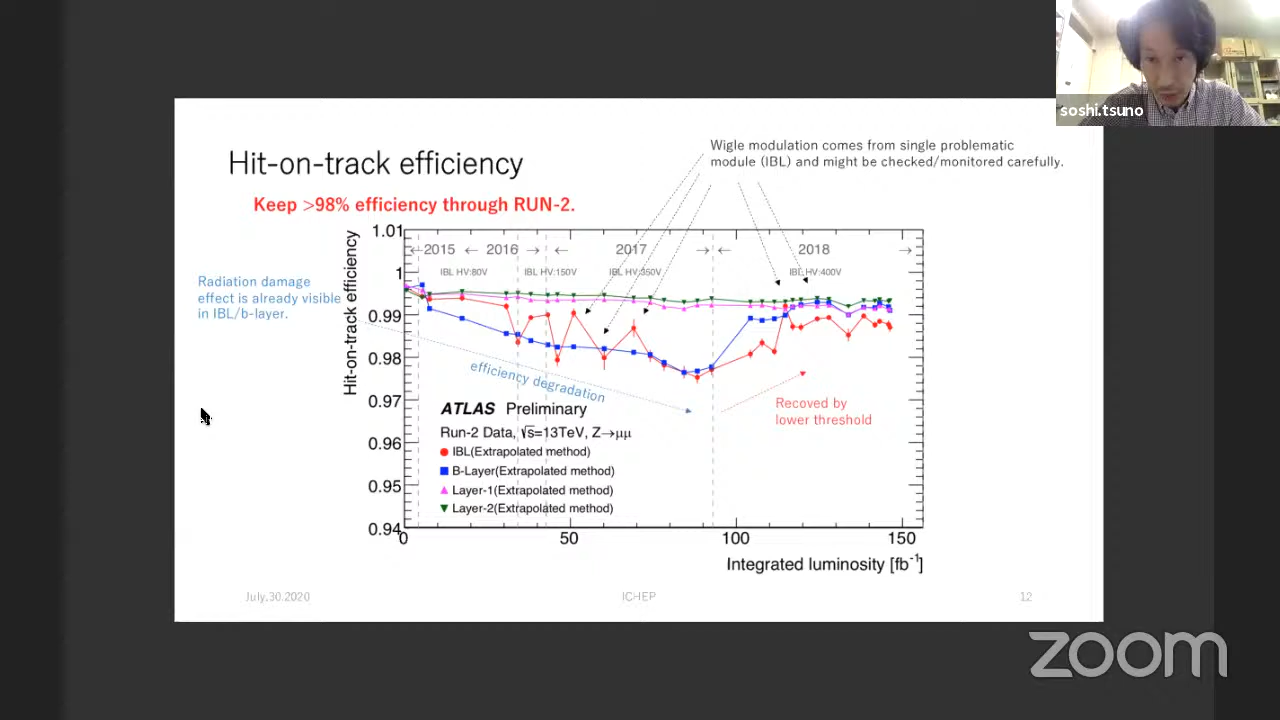 soshi.tsuno
Hit-on-track efficiency
Wigle modulation comes from single problematic
module (IBL) and might be checked/monitored carefully.
Keep >98% efficiency through RUN-2.
Radiation damage
effect is already visible
in IBL/b-layer.
Hit-on-track efficiency
1.01
1
0.99
0.98
0.97
0.96
0.95
0.94
←2015 ← 2016 → ← 2017 → ← 2018 →
IBL HV:80V IBL HV:150V IBL HV:350V IBL HV:400V
efficiency degradation
Recoved by
lower threshold
ATLAS Preliminary
Run-2 Data, √s=13TeV, Z→μμ
IBL(Extrapolated method)
B-Layer(Extrapolated method)
Layer-1(Extrapolated method)
Layer-2(Extrapolated method)
0 50 100 150
Integrated luminosity [fb⁻¹]
July,30.2020 ICHEP 12
zoom